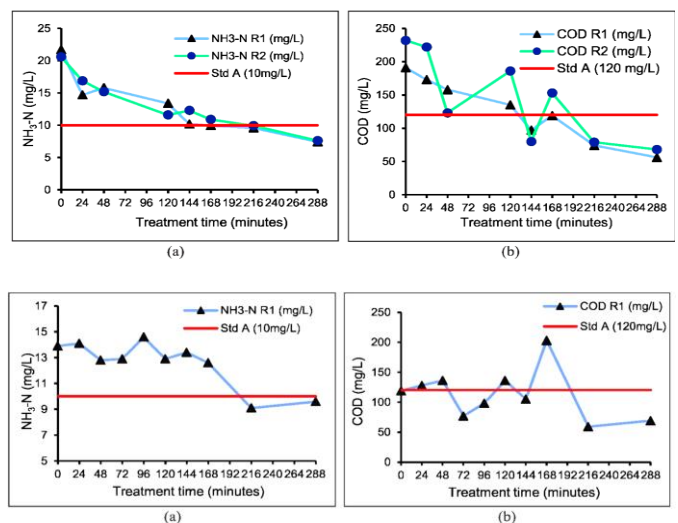 NH3-N R1 (mg/L)
NH3-N R2 (mg/L)
Std A (10mg/L)
25
20
15
10
5
0
NH₃-N (mg/L)
0 24 48 72 96 120 144 168 192 216 240 264 288
Treatment time (minutes)
(a)
COD R1 (mg/L)
COD R2 (mg/L)
Std A (120 mg/L)
250
200
150
100
50
0
COD (mg/L)
0 24 48 72 96 120 144 168 192 216 240 264 288
Treatment time (minutes)
(b)
NH3-N R1 (mg/L)
Std A (10mg/L)
17
15
13
11
9
7
5
NH₃-N (mg/L)
0 24 48 72 96 120 144 168 192 216 240 264 288
Treatment time (minutes)
(a)
COD R1 (mg/L)
Std A (120mg/L)
250
200
150
100
50
0
COD (mg/L)
0 24 48 72 96 120 144 168 192 216 240 264 288
Treatment time (minutes)
(b)